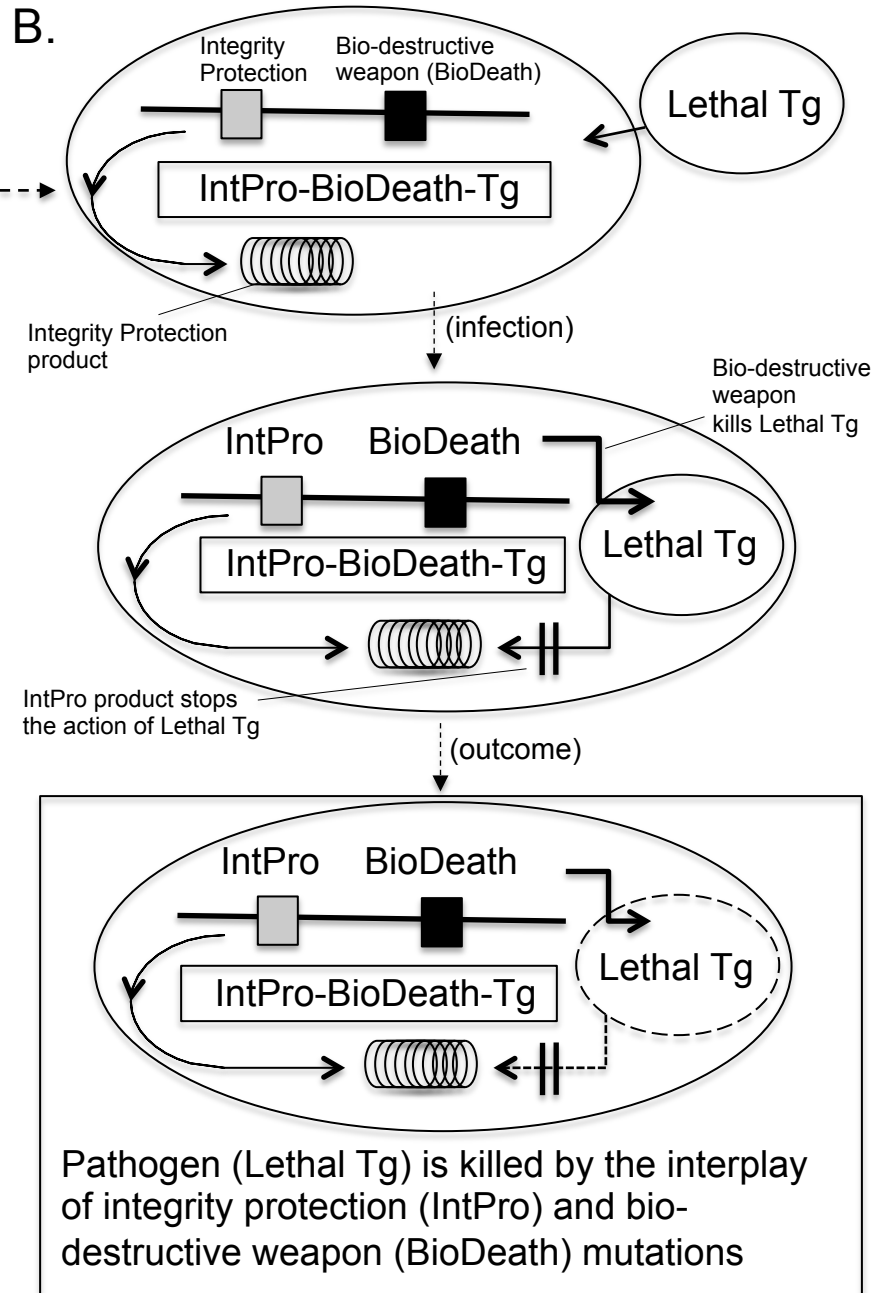 B.
Integrity
Protection
Bio-destructive
weapon (BioDeath)
Lethal Tg
IntPro-BioDeath-Tg
Integrity Protection
product
(infection)
Bio-destructive
weapon
kills Lethal Tg
IntPro
BioDeath
Lethal Tg
IntPro-BioDeath-Tg
IntPro product stops
the action of Lethal Tg
(outcome)
IntPro
BioDeath
Lethal Tg
IntPro-BioDeath-Tg
Pathogen (Lethal Tg) is killed by the interplay
of integrity protection (IntPro) and bio-
destructive weapon (BioDeath) mutations